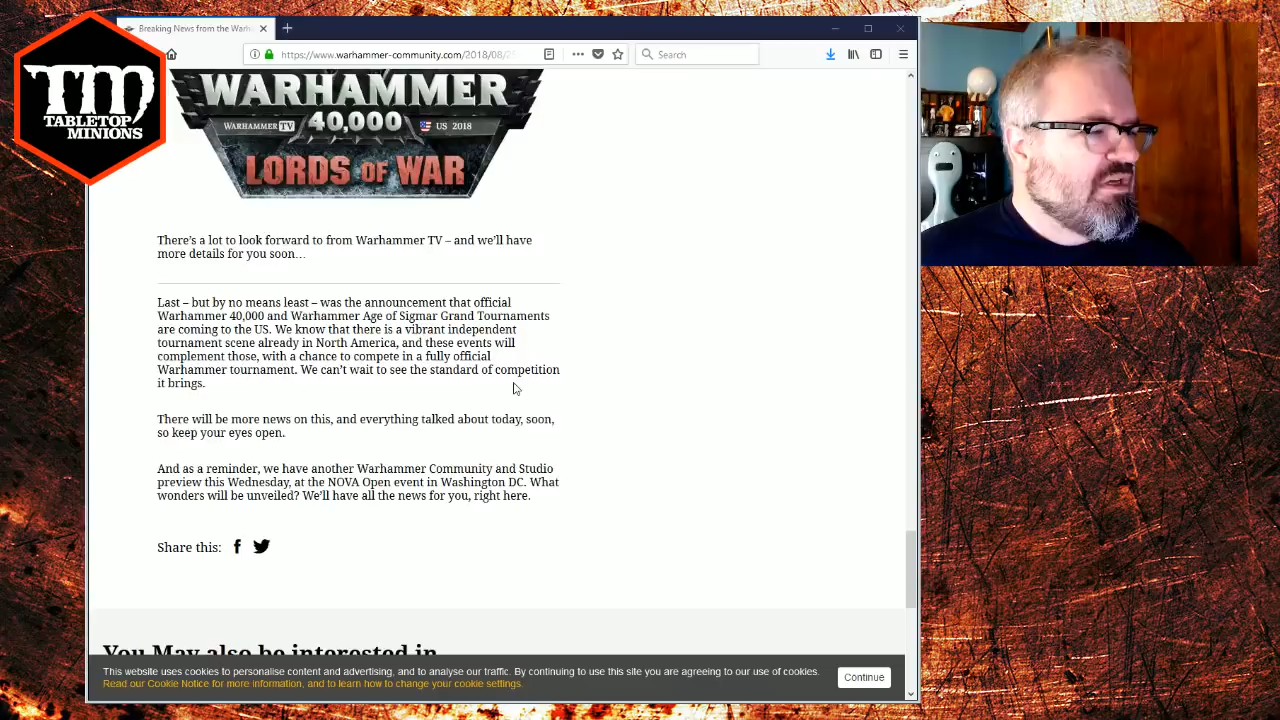 Breaking News from the Warh
https://www.warhammer-community.com/2018/08/2
Search
TM
TABLETOP
MINIONS
WARHAMMER
40,000
WARHAMMER TV
US 2018
LORDS OF WAR
There's a lot to look forward to from Warhammer TV – and we'll have
more details for you soon…
Last – but by no means least – was the announcement that official
Warhammer 40,000 and Warhammer Age of Sigmar Grand Tournaments
are coming to the US. We know that there is a vibrant independent
tournament scene already in North America, and these events will
complement those, with a chance to compete in a fully official
Warhammer tournament. We can't wait to see the standard of competition
it brings.
There will be more news on this, and everything talked about today, soon,
so keep your eyes open.
And as a reminder, we have another Warhammer Community and Studio
preview this Wednesday, at the NOVA Open event in Washington DC. What
wonders will be unveiled? We'll have all the news for you, right here.
Share this:
You May also be interested in
This website uses cookies to personalise content and advertising, and to analyse our traffic. By continuing to use this site you are agreeing to our use of cookies.
Read our Cookie Notice for more information, and to learn how to change your cookie settings.
Continue